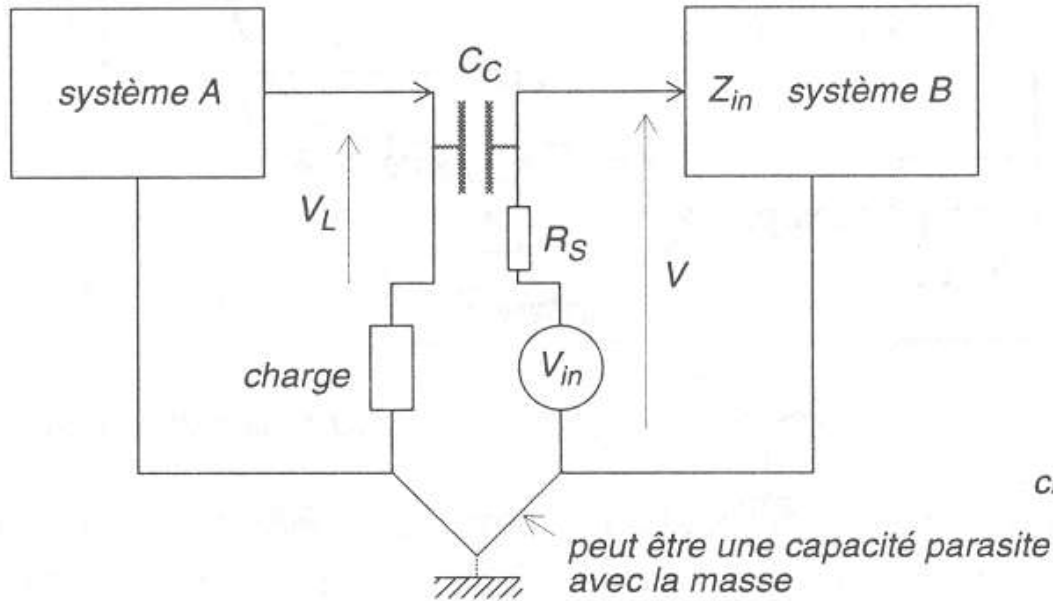 système A
C_C
Z_in système B
V_L
R_S
V
charge
V_in
peut être une capacité parasite
avec la masse